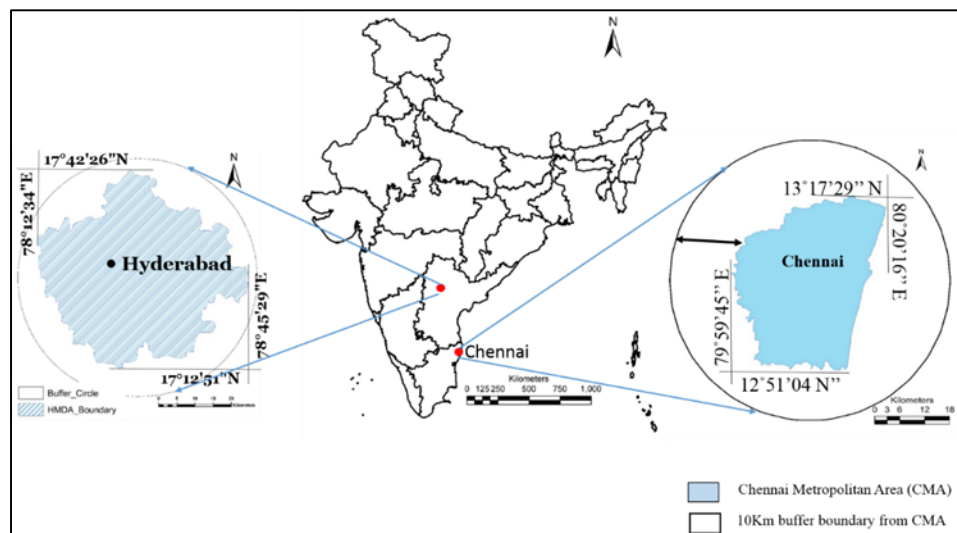 N
17°42'26"N
N
78°12'34"E
Hyderabad
78°45'29"E
17°12'51"N
Buffer_Circle
HMDA_Boundary
Kilometers
Chennai
Kilometers
0 125 250 500 750 1,000
N
13°17'29’’ N
80°20'16’’ E
Chennai
79°59'45’’ E
12°51'04 N’’
Kilometers
0 3 6 12 18
Chennai Metropolitan Area (CMA)
10Km buffer boundary from CMA